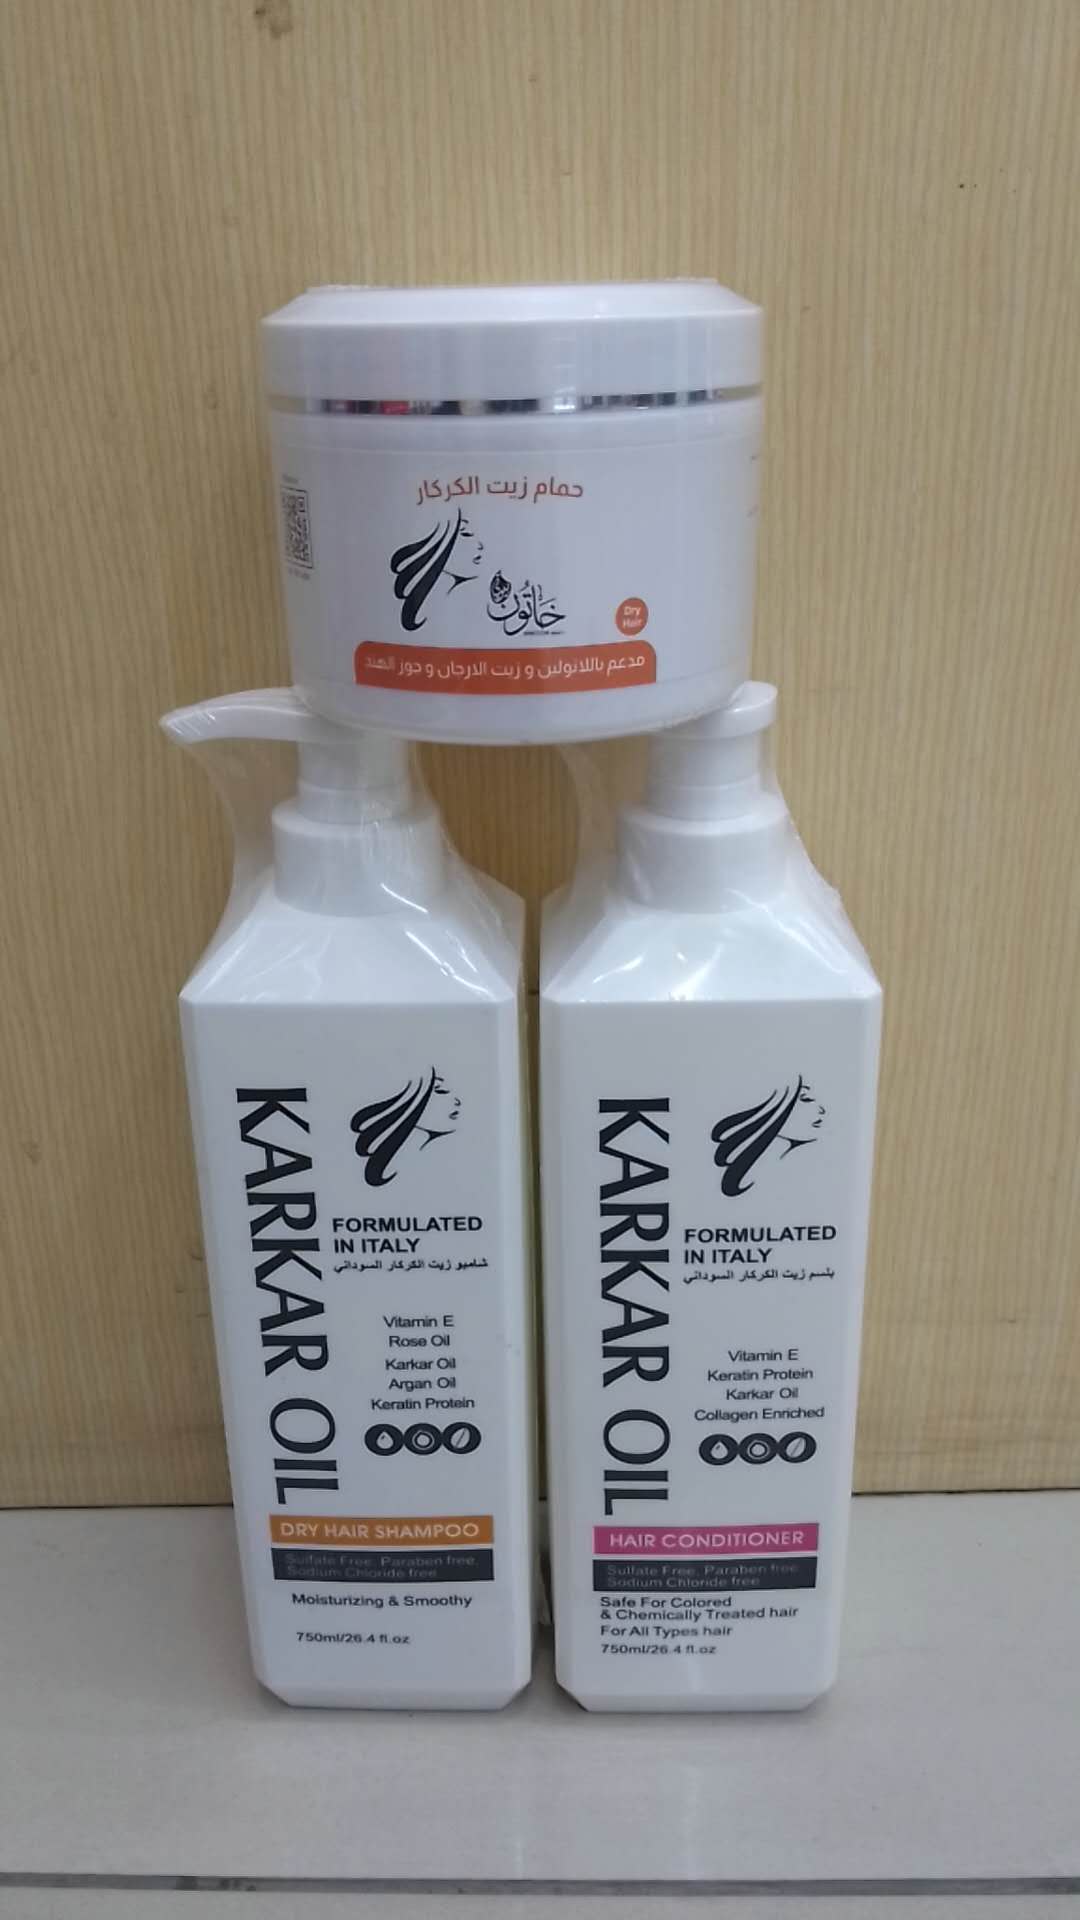 حمام زيت الكركار
خاتون
Dry
Hair
مدعم باللانولين و زيت الارجان و جوز الهند
KARKAR OIL
FORMULATED
IN ITALY
شامبو زيت الكركار السوداني
Vitamin E
Rose Oil
Karkar Oil
Argan Oil
Keratin Protein
DRY HAIR SHAMPOO
Sulfate Free, Paraben free,
Sodium Chloride free
Moisturizing & Smoothy
750ml/26.4 fl.oz
KARKAR OIL
FORMULATED
IN ITALY
بلسم زيت الكركار السوداني
Vitamin E
Keratin Protein
Karkar Oil
Collagen Enriched
HAIR CONDITIONER
Sulfate Free, Paraben free
Sodium Chloride free
Safe For Colored
& Chemically Treated hair
For All Types hair
750ml/26.4 fl.oz